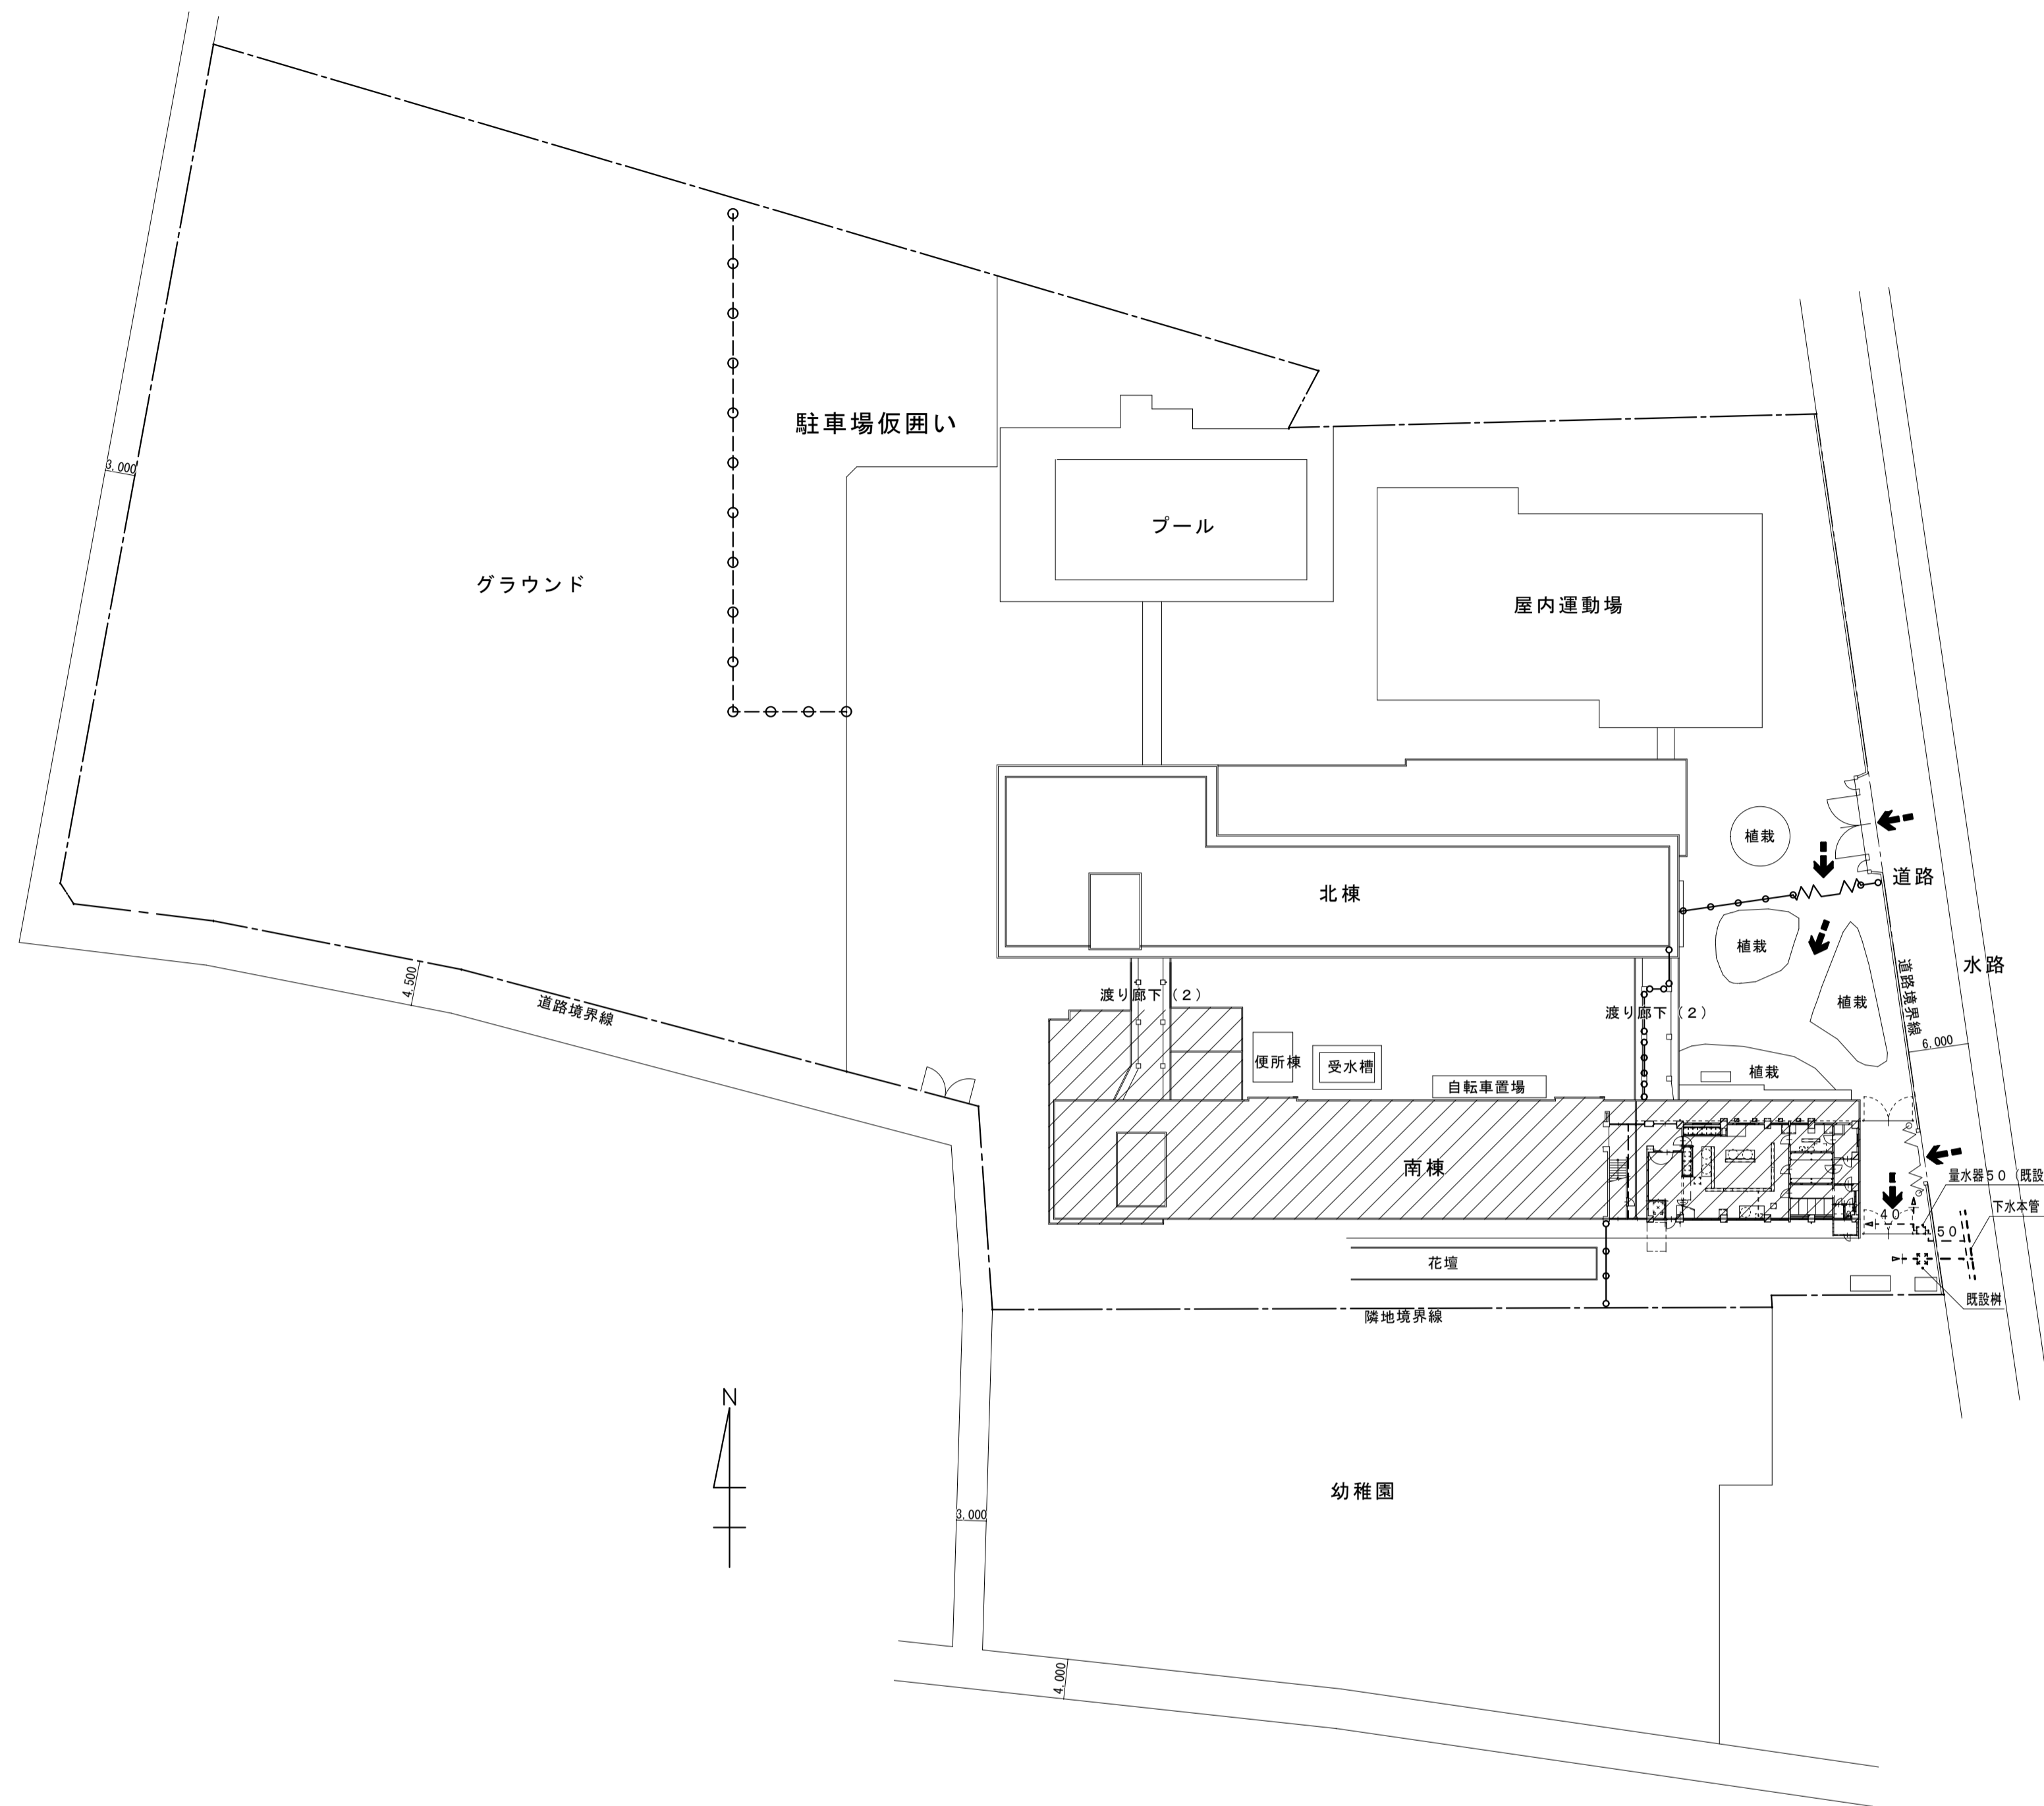 駐車場仮囲い
3.000
プール
グラウンド
屋内運動場
植栽
道路
北棟
植栽
水路
4.500
道路境界線
渡り廊下（２）
渡り廊下（２）
植栽
道路境界線
6.000
便所棟
受水槽
自転車置場
植栽
南棟
量水器５０（既設
下水本管
４０
５０
花壇
既設桝
隣地境界線
N
幼稚園
3.000
4.000